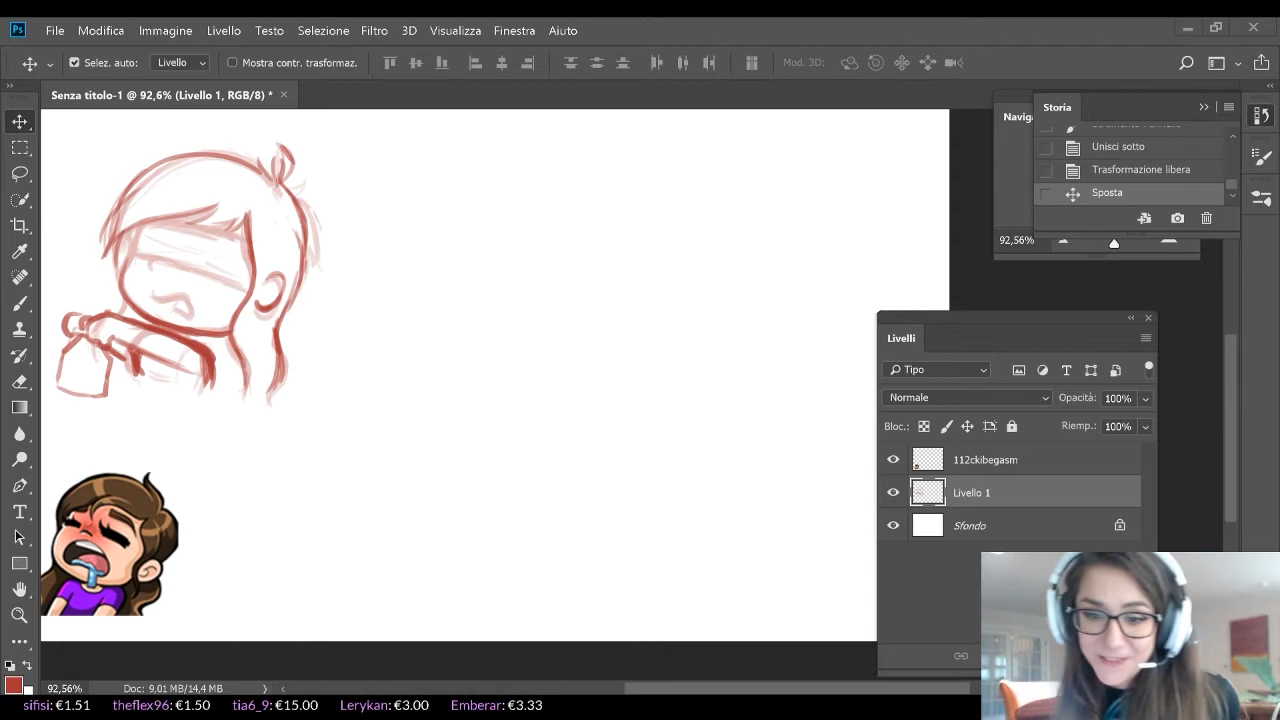 Ps File Modifica Immagine Livello Testo Selezione Filtro 3D Visualizza Finestra Aiuto
Selez. auto: Livello Mostra contr. trasformaz. Mod. 3D:
Senza titolo-1 @ 92,6% (Livello 1, RGB/8) *
Naviga
Storia
Unisci sotto
Trasformazione libera
Sposta
92,56%
Livelli
Tipo
Normale Opacità: 100%
Bloc.: Riemp.: 100%
112ckibegasm
Livello 1
Sfondo
92,56% Doc: 9,01 MB/14,4 MB
sifisi: €1.51 theflex96: €1.50 tia6_9: €15.00 Lerykan: €3.00 Emberar: €3.33